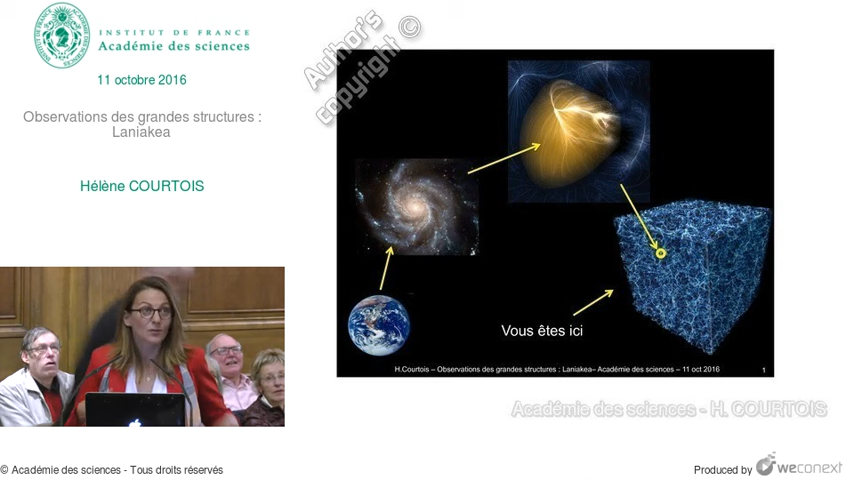 INSTITUT DE FRANCE
Académie des sciences
11 octobre 2016
Observations des grandes structures :
Laniakea
Hélène COURTOIS
Author's
copyright ©
Vous êtes ici
H.Courtois – Observations des grandes structures : Laniakea– Académie des sciences – 11 oct 2016
1
Académie des sciences - H. COURTOIS
© Académie des sciences - Tous droits réservés
Produced by weconext